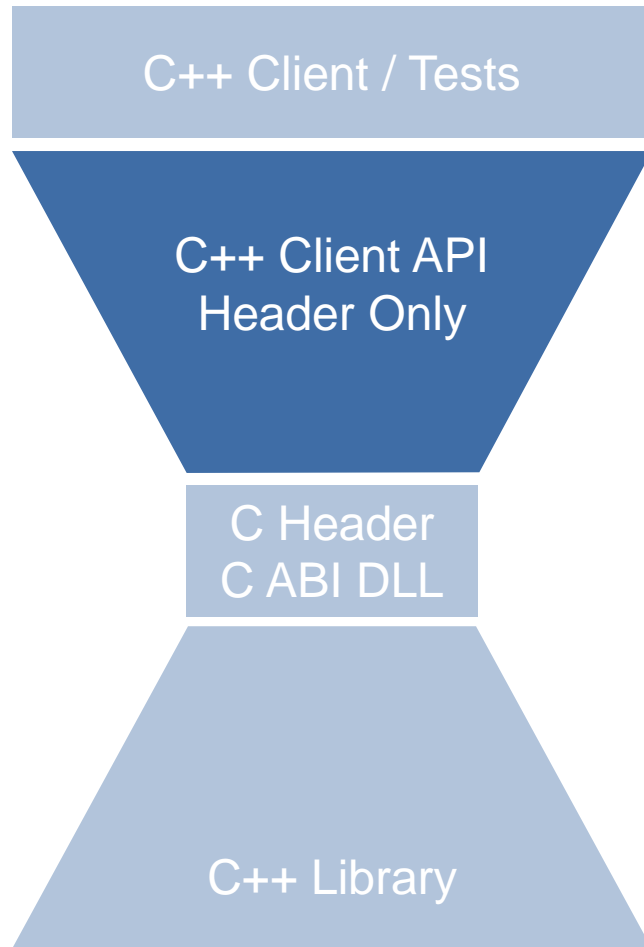 C++ Client / Tests
C++ Client API
Header Only
C Header
C ABI DLL
C++ Library